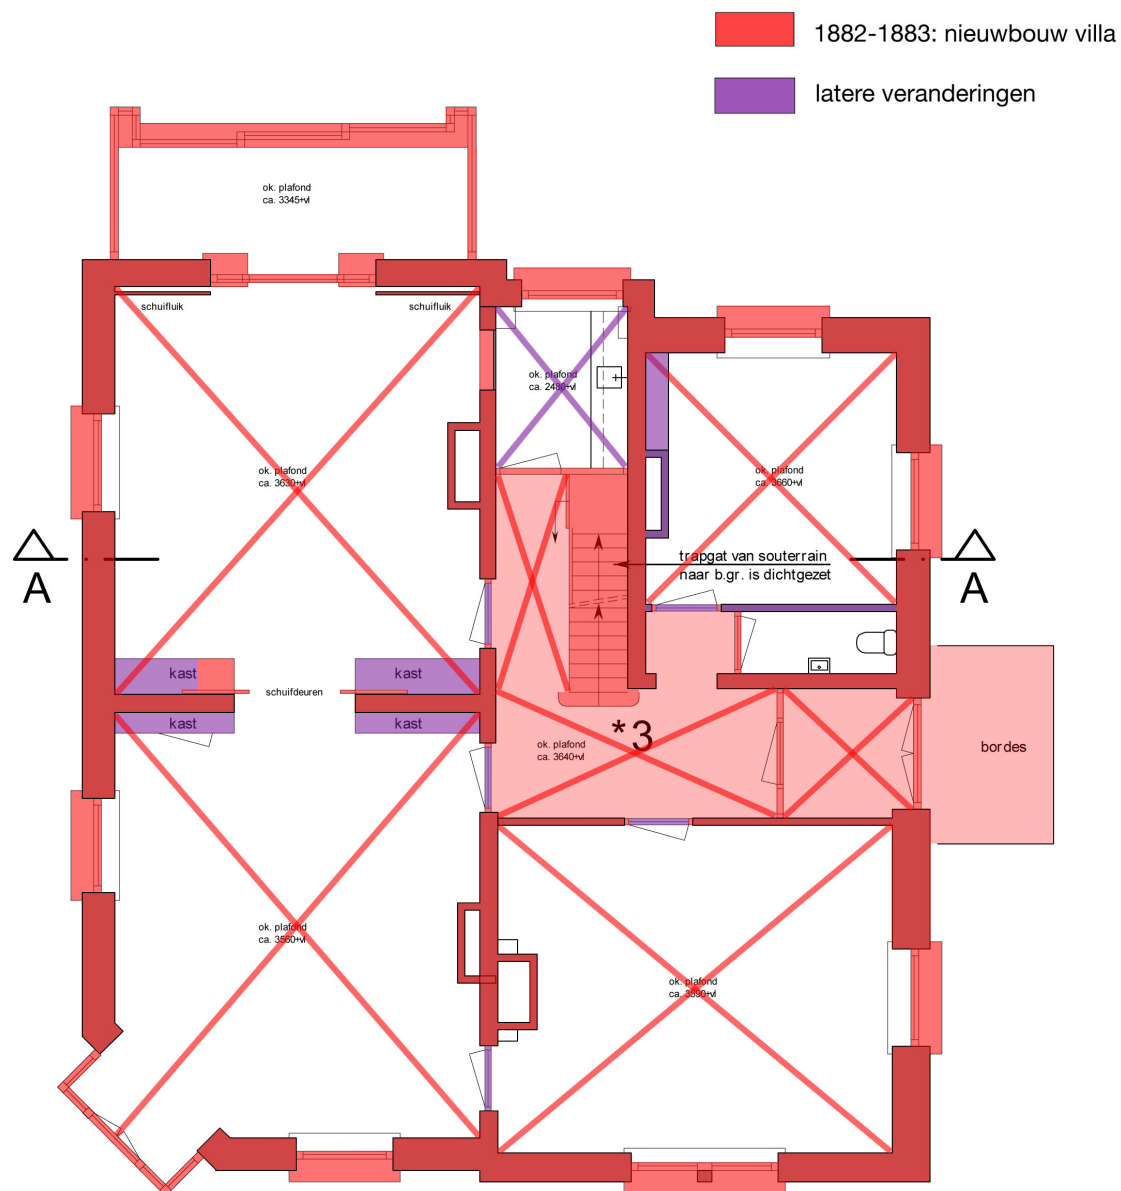 1882-1883: nieuwbouw villa
latere veranderingen
ok. plafond
ca. 3345+vl
schuifluik
schuifluik
ok. plafond
ca. 2480+vl
ok. plafond
ca. 3630+vl
ok. plafond
ca. 3660+vl
trapgat van souterrain
naar b.gr. is dichtgezet
A
A
kast
kast
schuifdeuren
kast
kast
*3
ok. plafond
ca. 3640+vl
bordes
ok. plafond
ca. 3560+vl
ok. plafond
ca. 3590+vl